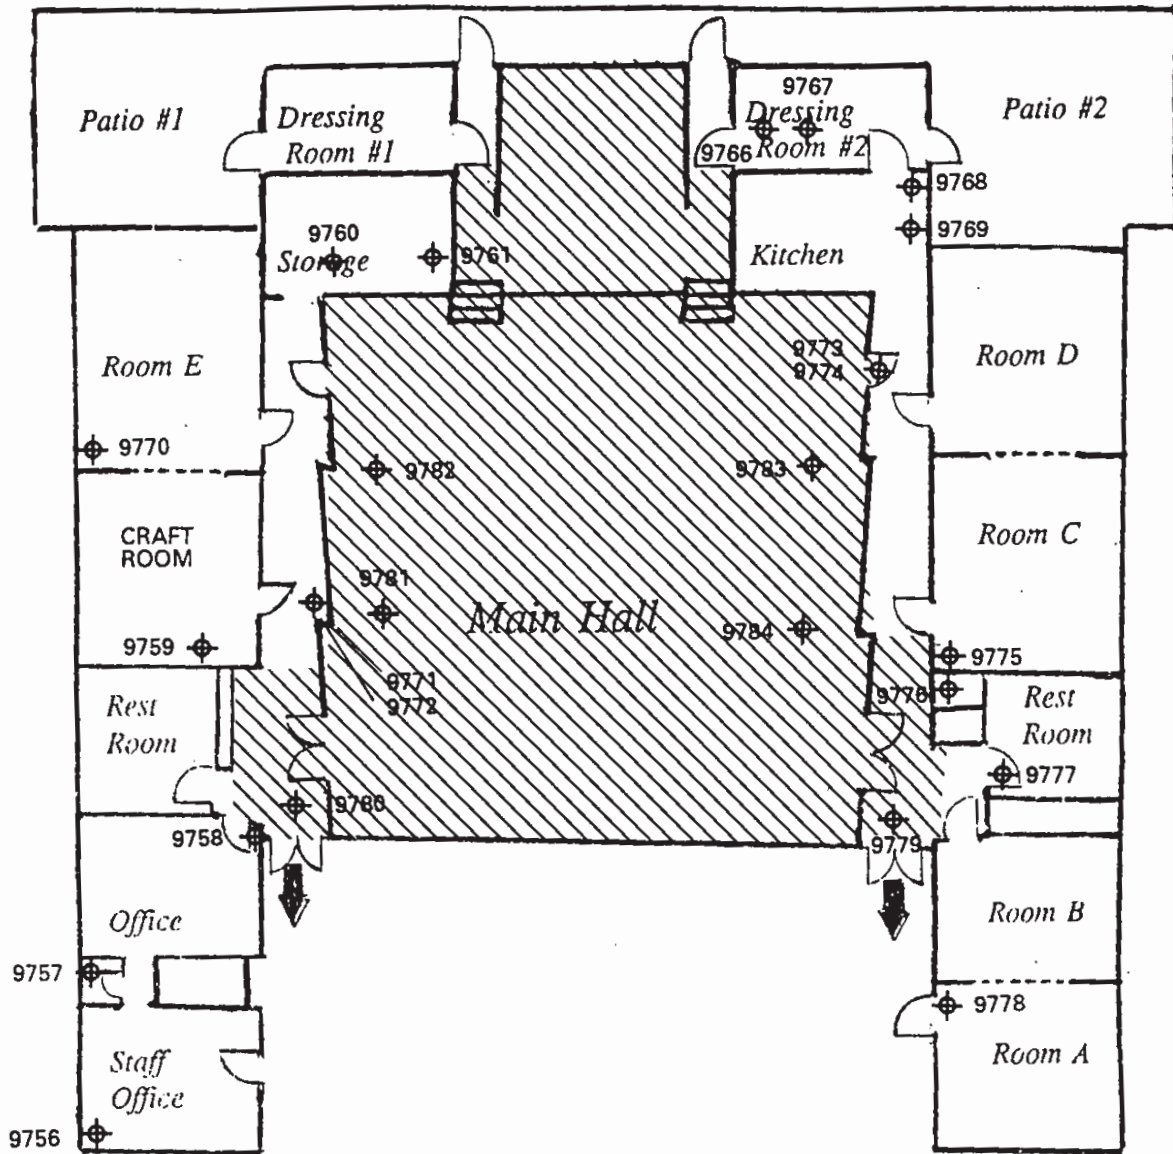 Patio #1
Dressing
Room #1
9767
Dressing
9766
Room #2
Patio #2
9768
9769
9760
Storage
9761
Kitchen
Room E
9773
9774
Room D
9770
9782
9783
CRAFT
ROOM
Room C
9781
Main Hall
9784
9759
9775
9771
9772
9776
Rest
Room
Rest
Room
9777
9780
9758
9779
Office
Room B
9757
9778
Staff
Office
Room A
9756